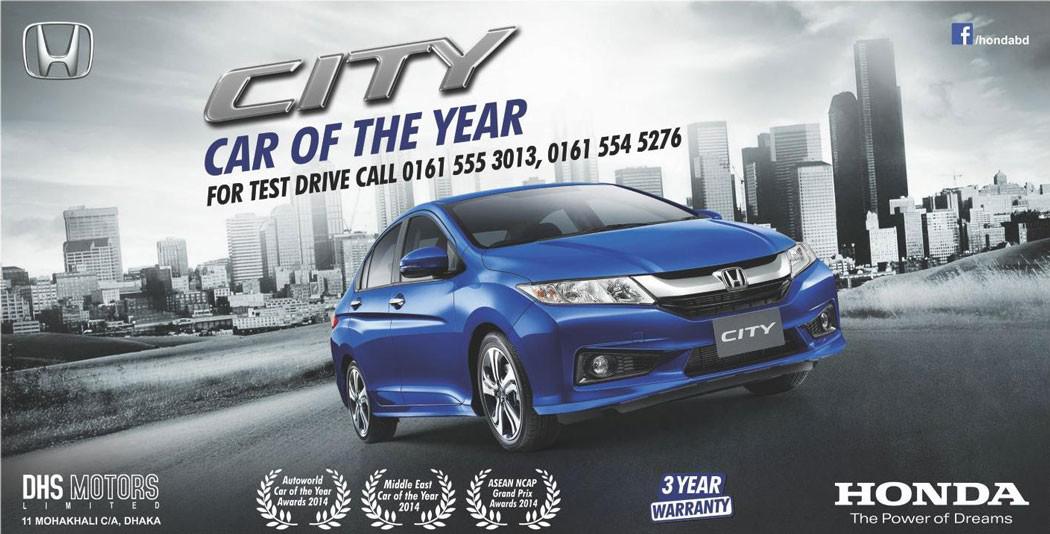 /hondabd
CITY
CAR OF THE YEAR
FOR TEST DRIVE CALL 0161 555 3013, 0161 554 5276
CITY
DHS MOTORS
LIMITED
11 MOHAKHALI C/A, DHAKA
Autoworld
Car of the Year
Awards 2014
Middle East
Car of the Year
2014
ASEAN NCAP
Grand Prix
Awards 2014
3 YEAR
WARRANTY
HONDA
The Power of Dreams